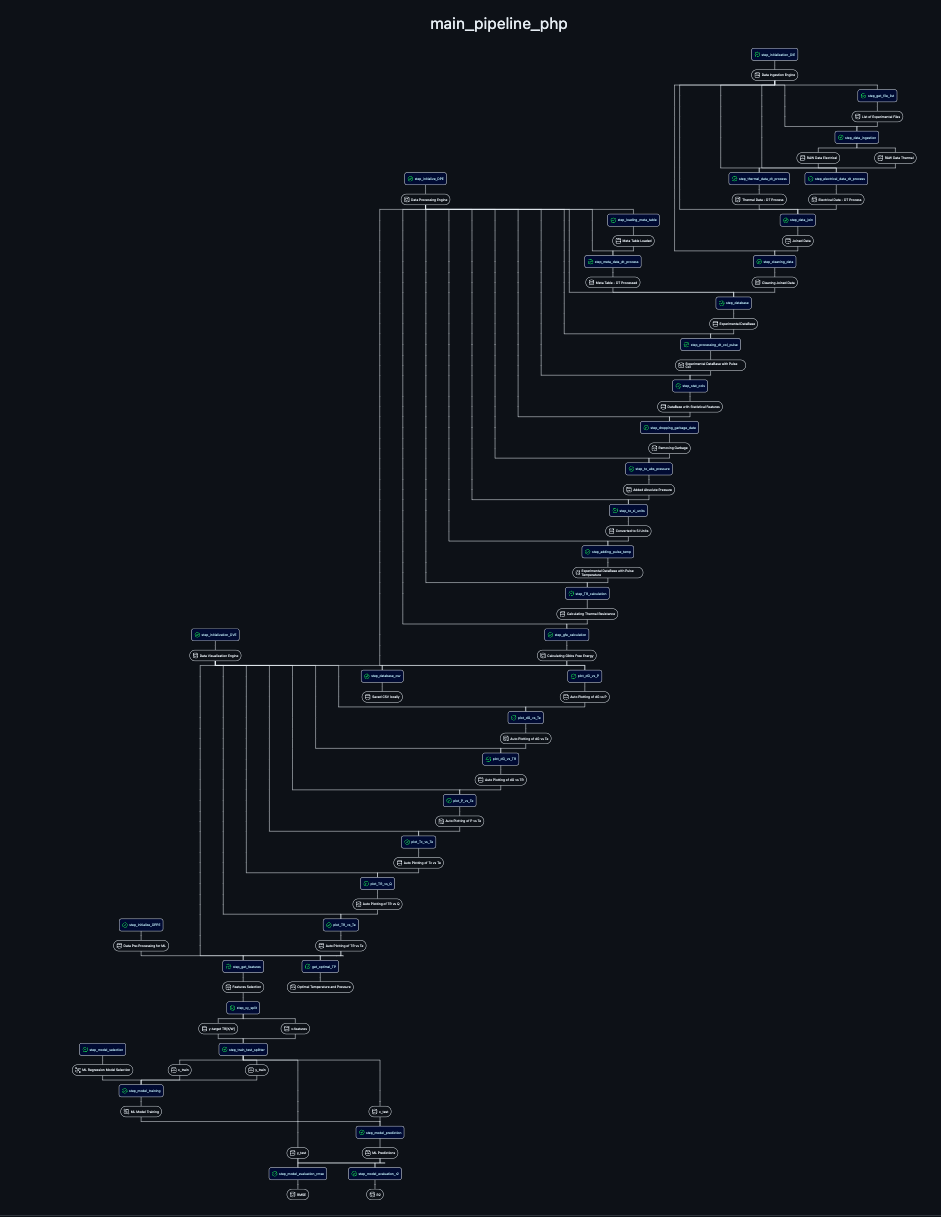 main_pipeline_php
step_initialization_DIE
Data Ingestion Engine
step_get_file_list
List of Experimental Files
step_data_ingestion
RAW Data Electrical
RAW Data Thermal
step_initialize_DPE
step_thermal_data_dt_process
step_electrical_data_dt_process
Data Processing Engine
Thermal Data - DT Process
Electrical Data - DT Process
step_loading_meta_table
step_data_join
Meta Table Loaded
Joined Data
step_meta_data_dt_process
step_cleaning_data
Meta Table - DT Processed
Cleaning Joined Data
step_database
Experimental DataBase
step_processing_dt_col_pulse
Experimental DataBase with Pulse
Col
step_stat_cols
DataBase with Statistical Features
step_dropping_garbage_data
Removing Garbage
step_to_abs_pressure
Added Absolute Pressure
step_to_si_units
Converted to SI Units
step_adding_pulse_temp
Experimental DataBase with Pulse
Temperature
step_TR_calculation
Calculating Thermal Resistance
step_initialization_DVE
step_gfe_calculation
Data Visualization Engine
Calculating Gibbs Free Energy
step_database_csv
plot_dG_vs_P
Saved CSV locally
Auto Plotting of dG vs P
plot_dG_vs_Te
Auto Plotting of dG vs Te
plot_dG_vs_TR
Auto Plotting of dG vs TR
plot_P_vs_Te
Auto Plotting of P vs Te
plot_Tc_vs_Te
Auto Plotting of Tc vs Te
plot_TR_vs_Q
Auto Plotting of TR vs Q
step_initialize_DPPE
plot_TR_vs_Te
Data Pre-Processing for ML
Auto Plotting of TR vs Te
step_get_features
get_optimal_TP
Features Selection
Optimal Temperature and Pressure
step_xy_split
y-target TR[K/W]
x-features
step_model_selection
step_train_test_splitter
ML Regression Model Selection
x_train
y_train
step_model_training
ML Model Training
x_test
step_model_prediction
y_test
ML Predictions
step_model_evaluation_rmse
step_model_evaluation_r2
RMSE
R2